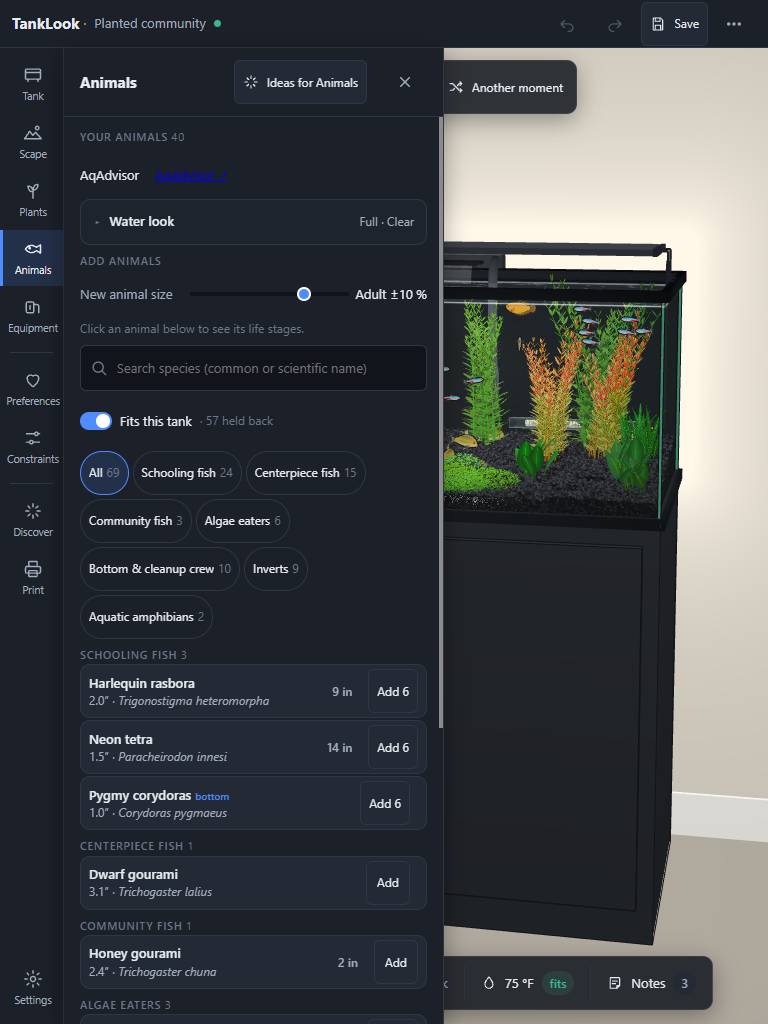 TankLook · Planted community
Save
Tank
Scape
Plants
Animals
Equipment
Preferences
Constraints
Discover
Print
Settings
Animals
Ideas for Animals
Another moment
YOUR ANIMALS 40
AqAdvisor
Water look
Full · Clear
ADD ANIMALS
New animal size
Adult ±10 %
Click an animal below to see its life stages.
Search species (common or scientific name)
Fits this tank · 57 held back
All 69
Schooling fish 24
Centerpiece fish 15
Community fish 3
Algae eaters 6
Bottom & cleanup crew 10
Inverts 9
Aquatic amphibians 2
SCHOOLING FISH 3
Harlequin rasbora
2.0" · Trigonostigma heteromorpha
9 in
Add 6
Neon tetra
1.5" · Paracheirodon innesi
14 in
Add 6
Pygmy corydoras bottom
1.0" · Corydoras pygmaeus
Add 6
CENTERPIECE FISH 1
Dwarf gourami
3.1" · Trichogaster lalius
Add
COMMUNITY FISH 1
Honey gourami
2.4" · Trichogaster chuna
2 in
Add
ALGAE EATERS 3
75 °F fits
Notes 3